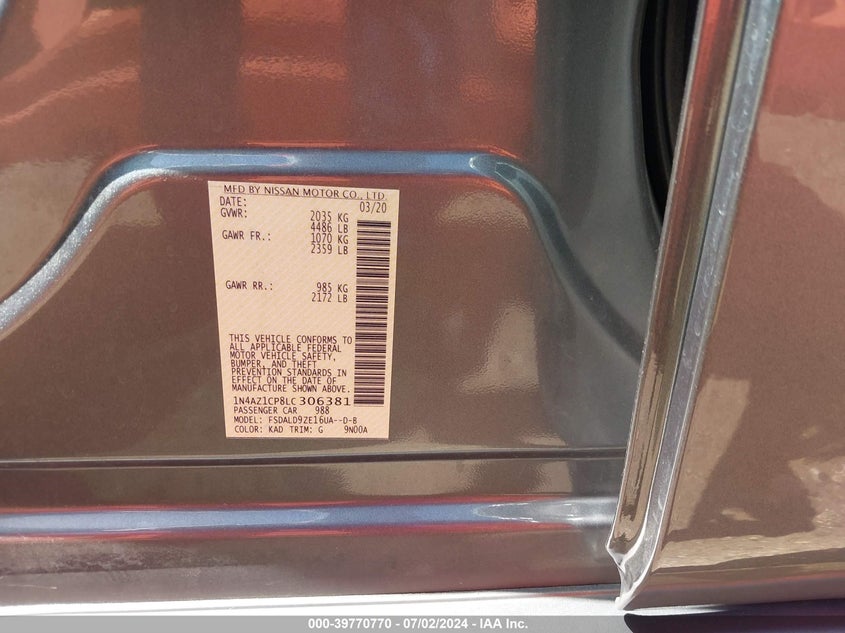 MFD BY NISSAN MOTOR CO., LTD.
DATE: 03/20
GVWR: 2035 KG
4486 LB
GAWR FR.: 1070 KG
2359 LB
GAWR RR.: 985 KG
2172 LB
THIS VEHICLE CONFORMS TO
ALL APPLICABLE FEDERAL
MOTOR VEHICLE SAFETY,
BUMPER, AND THEFT
PREVENTION STANDARDS IN
EFFECT ON THE DATE OF
MANUFACTURE SHOWN ABOVE.
1N4AZ1CP8LC306381
PASSENGER CAR 988
MODEL: FSDALD9ZE16UA--D-B
COLOR: KAD TRIM: G 9N00A
000-39770770 - 07/02/2024 - IAA Inc.